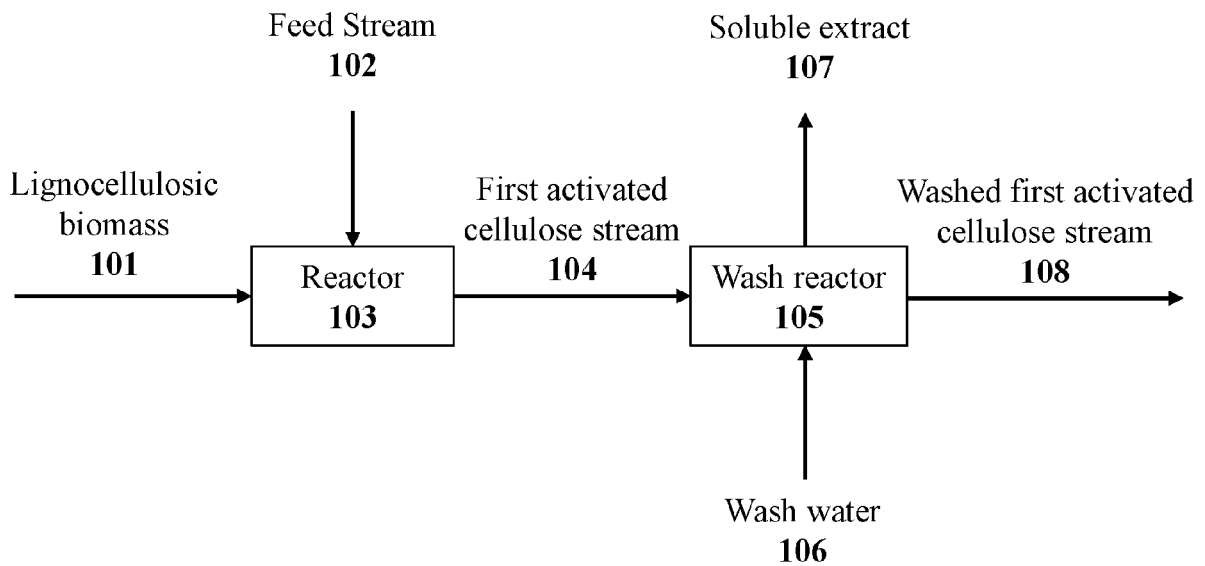 Feed Stream
102
Soluble extract
107
Lignocellulosic
biomass
101
First activated
cellulose stream
104
Washed first activated
cellulose stream
108
Reactor
103
Wash reactor
105
Wash water
106